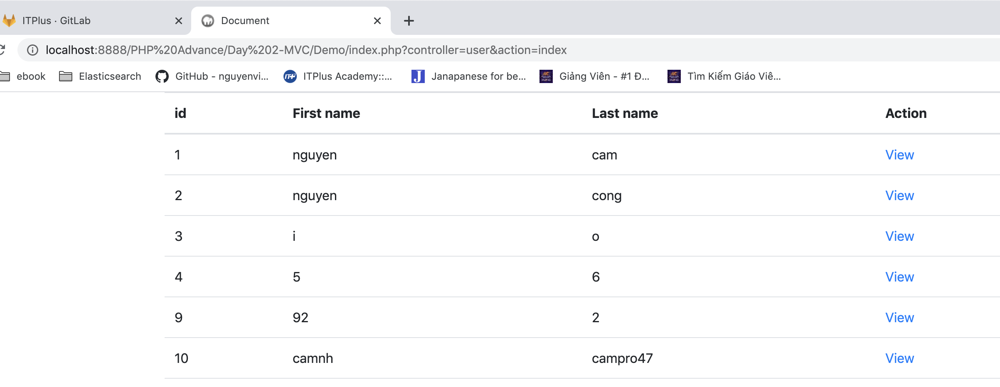 ITPlus · GitLab
Document
localhost:8888/PHP%20Advance/Day%202-MVC/Demo/index.php?controller=user&action=index
ebook Elasticsearch GitHub - nguyenvi... ITPlus Academy::... Janapanese for be... Giảng Viên - #1 Đ... Tìm Kiếm Giáo Viê...
id First name Last name Action
1 nguyen cam View
2 nguyen cong View
3 i o View
4 5 6 View
9 92 2 View
10 camnh campro47 View